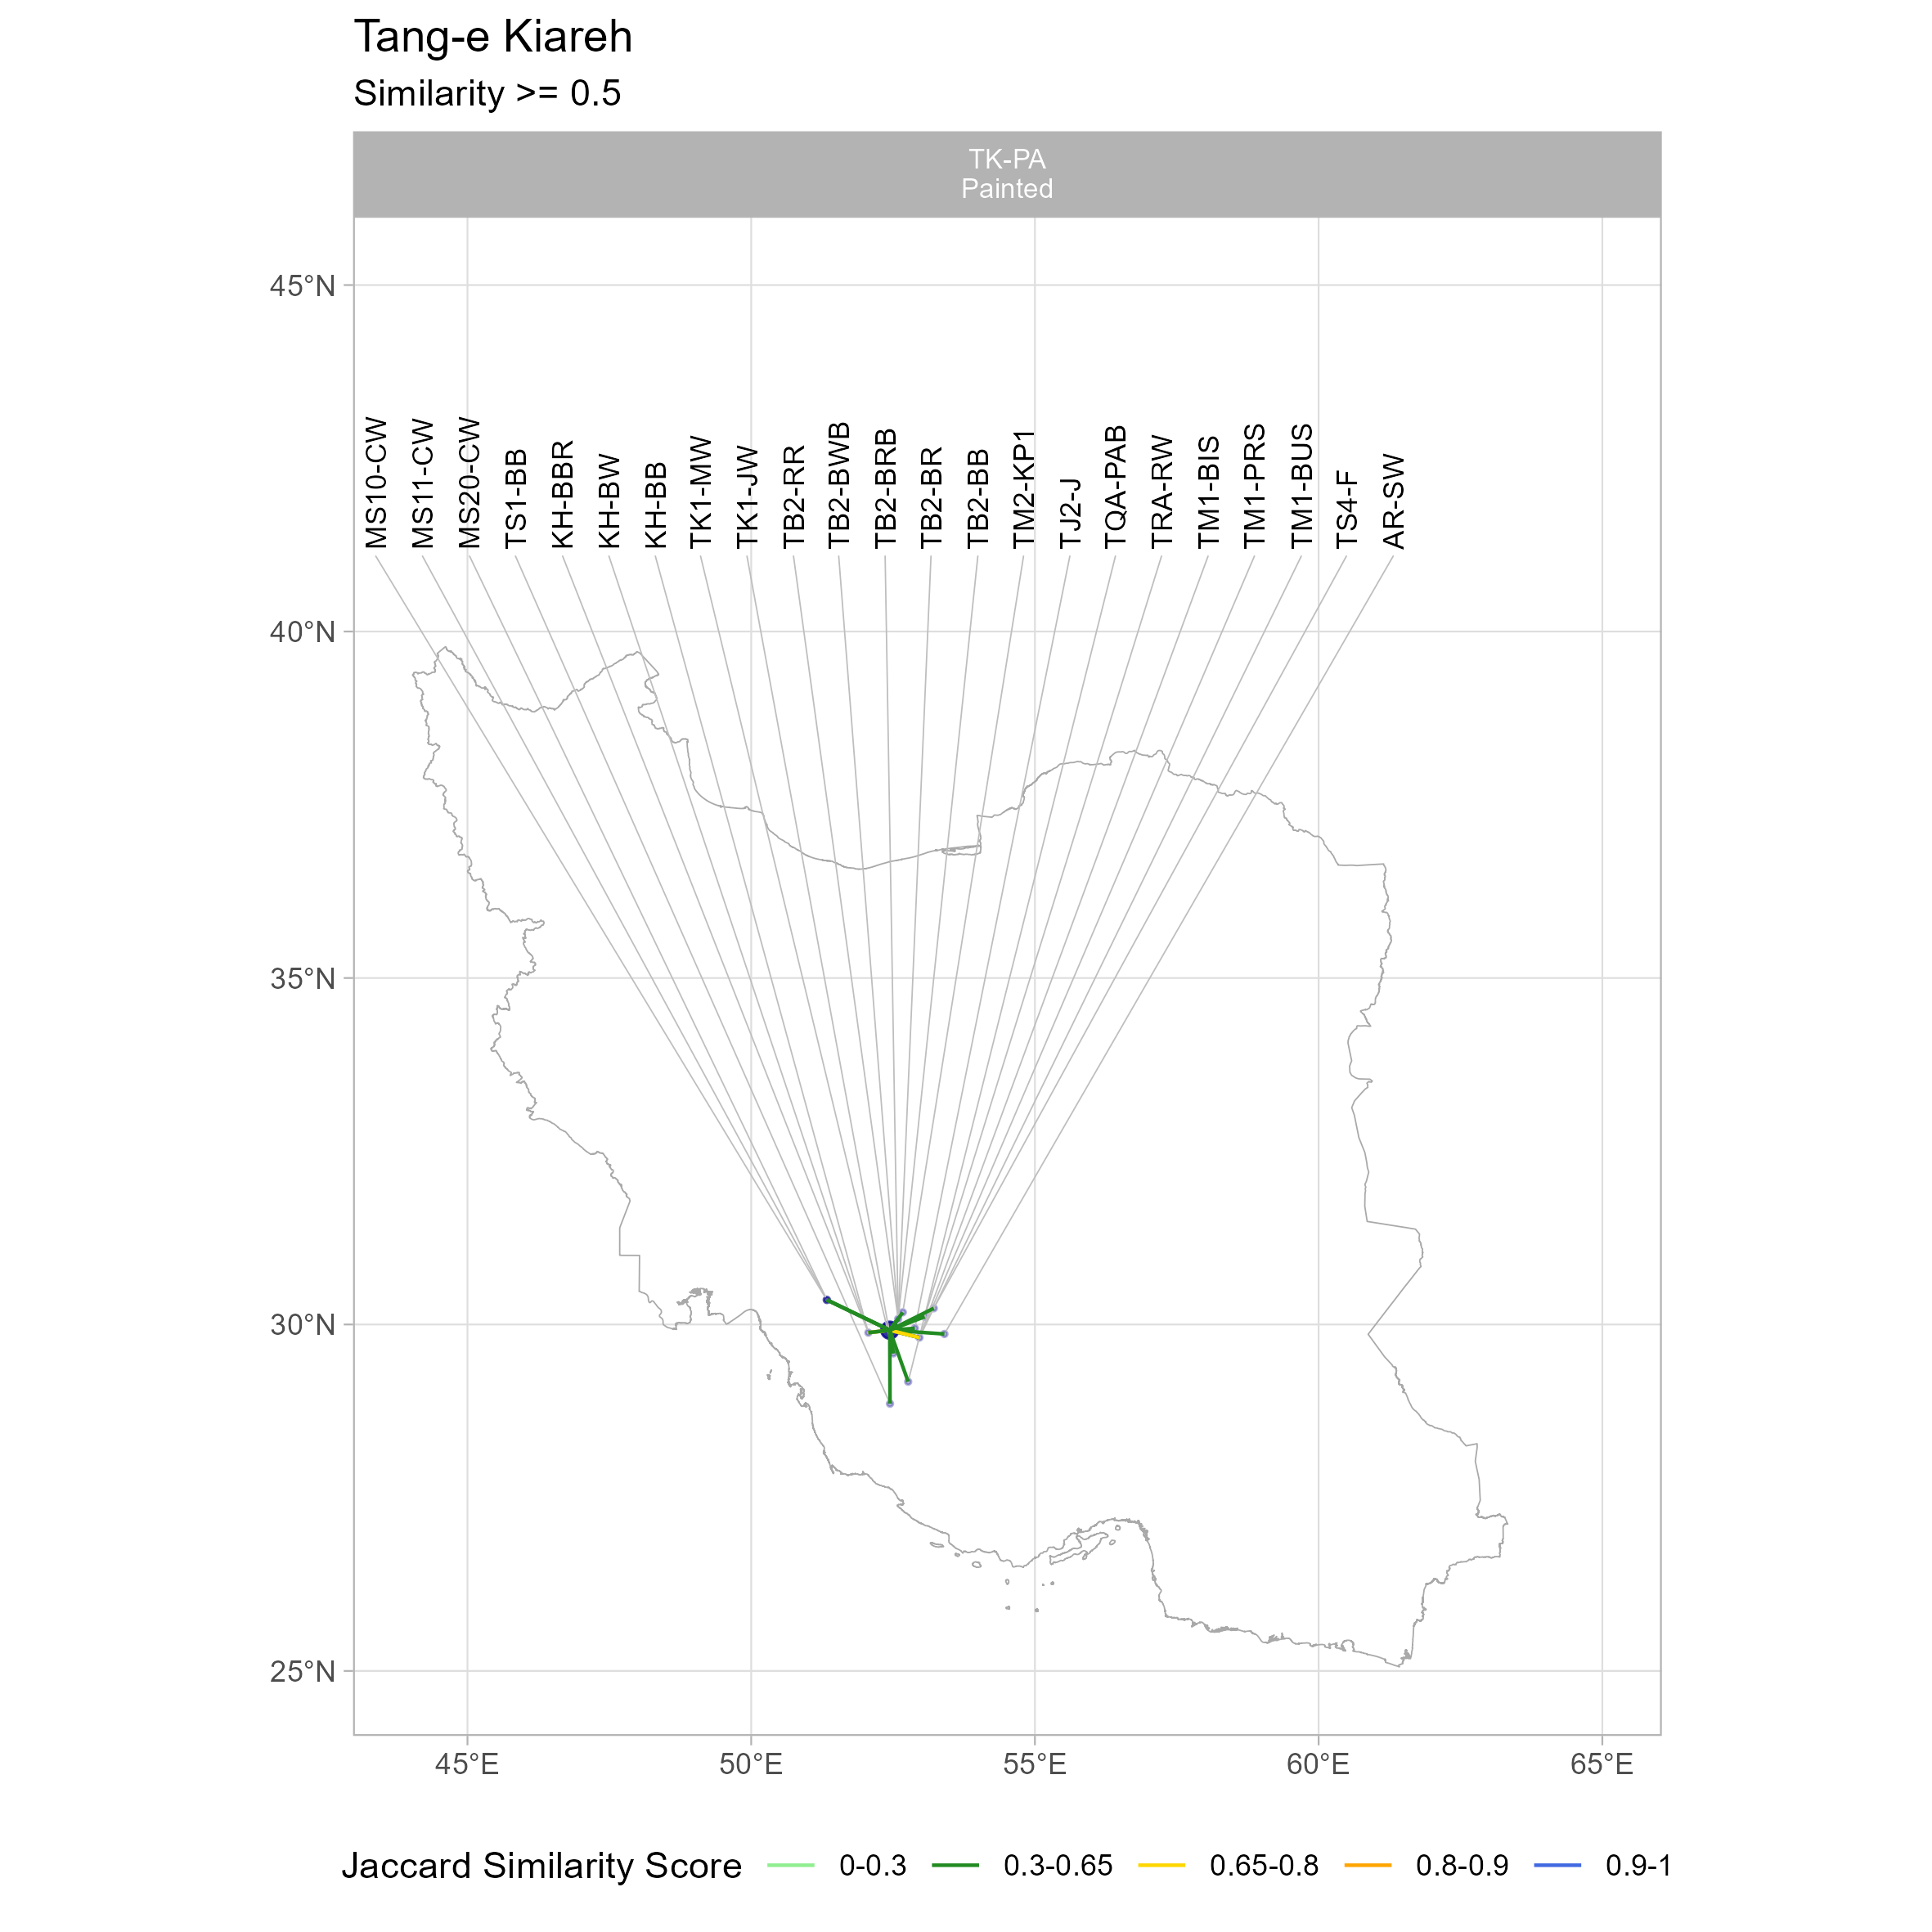 Tang-e Kiareh
Similarity >= 0.5
TK-PA
Painted
45°N
40°N
35°N
30°N
25°N
MS10-CW
MS11-CW
MS20-CW
TS1-BB
KH-BBR
KH-BW
KH-BB
TK1-MW
TK1-JW
TB2-RR
TB2-BWB
TB2-BRB
TB2-BR
TB2-BB
TM2-KP1
TJ2-J
TQA-PAB
TRA-RW
TM1-BIS
TM1-PRS
TM1-BUS
TS4-F
AR-SW
45°E 50°E 55°E 60°E 65°E
Jaccard Similarity Score 0-0.3 0.3-0.65 0.65-0.8 0.8-0.9 0.9-1